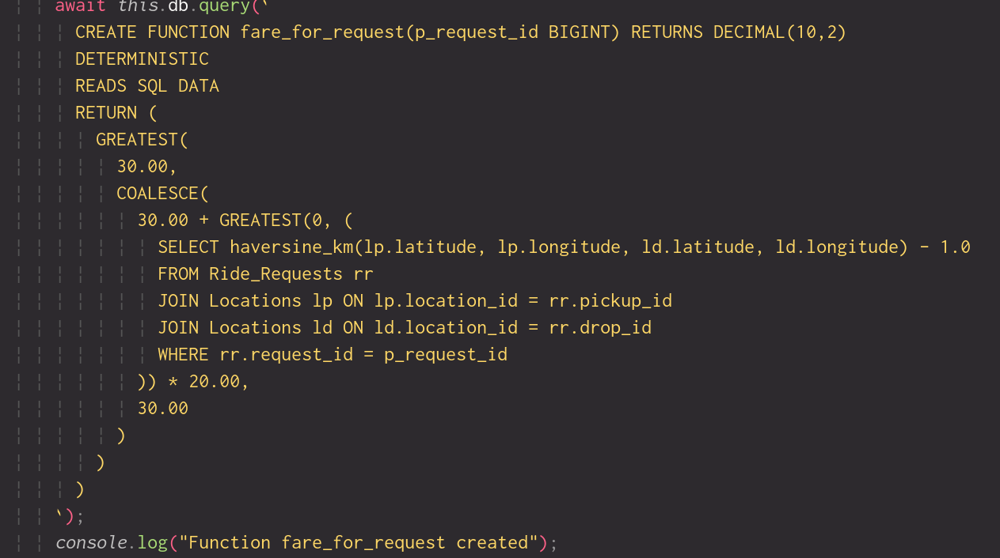 await this.db.query(`
CREATE FUNCTION fare_for_request(p_request_id BIGINT) RETURNS DECIMAL(10,2)
DETERMINISTIC
READS SQL DATA
RETURN (
GREATEST(
30.00,
COALESCE(
30.00 + GREATEST(0, (
SELECT haversine_km(lp.latitude, lp.longitude, ld.latitude, ld.longitude) - 1.0
FROM Ride_Requests rr
JOIN Locations lp ON lp.location_id = rr.pickup_id
JOIN Locations ld ON ld.location_id = rr.drop_id
WHERE rr.request_id = p_request_id
)) * 20.00,
30.00
)
)
)
`);
console.log("Function fare_for_request created");